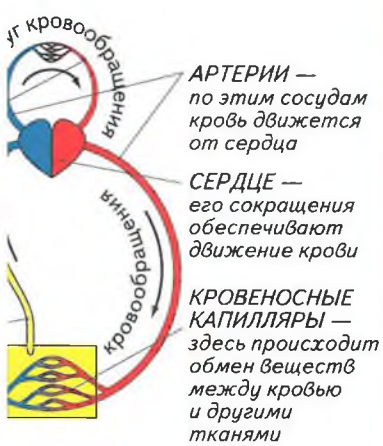 уг кровообращения
АРТЕРИИ —
по этим сосудам
кровь движется
от сердца
СЕРДЦЕ —
его сокращения
обеспечивают
движение крови
кровообращения
КРОВЕНОСНЫЕ
КАПИЛЛЯРЫ —
здесь происходит
обмен веществ
между кровью
и другими
тканями